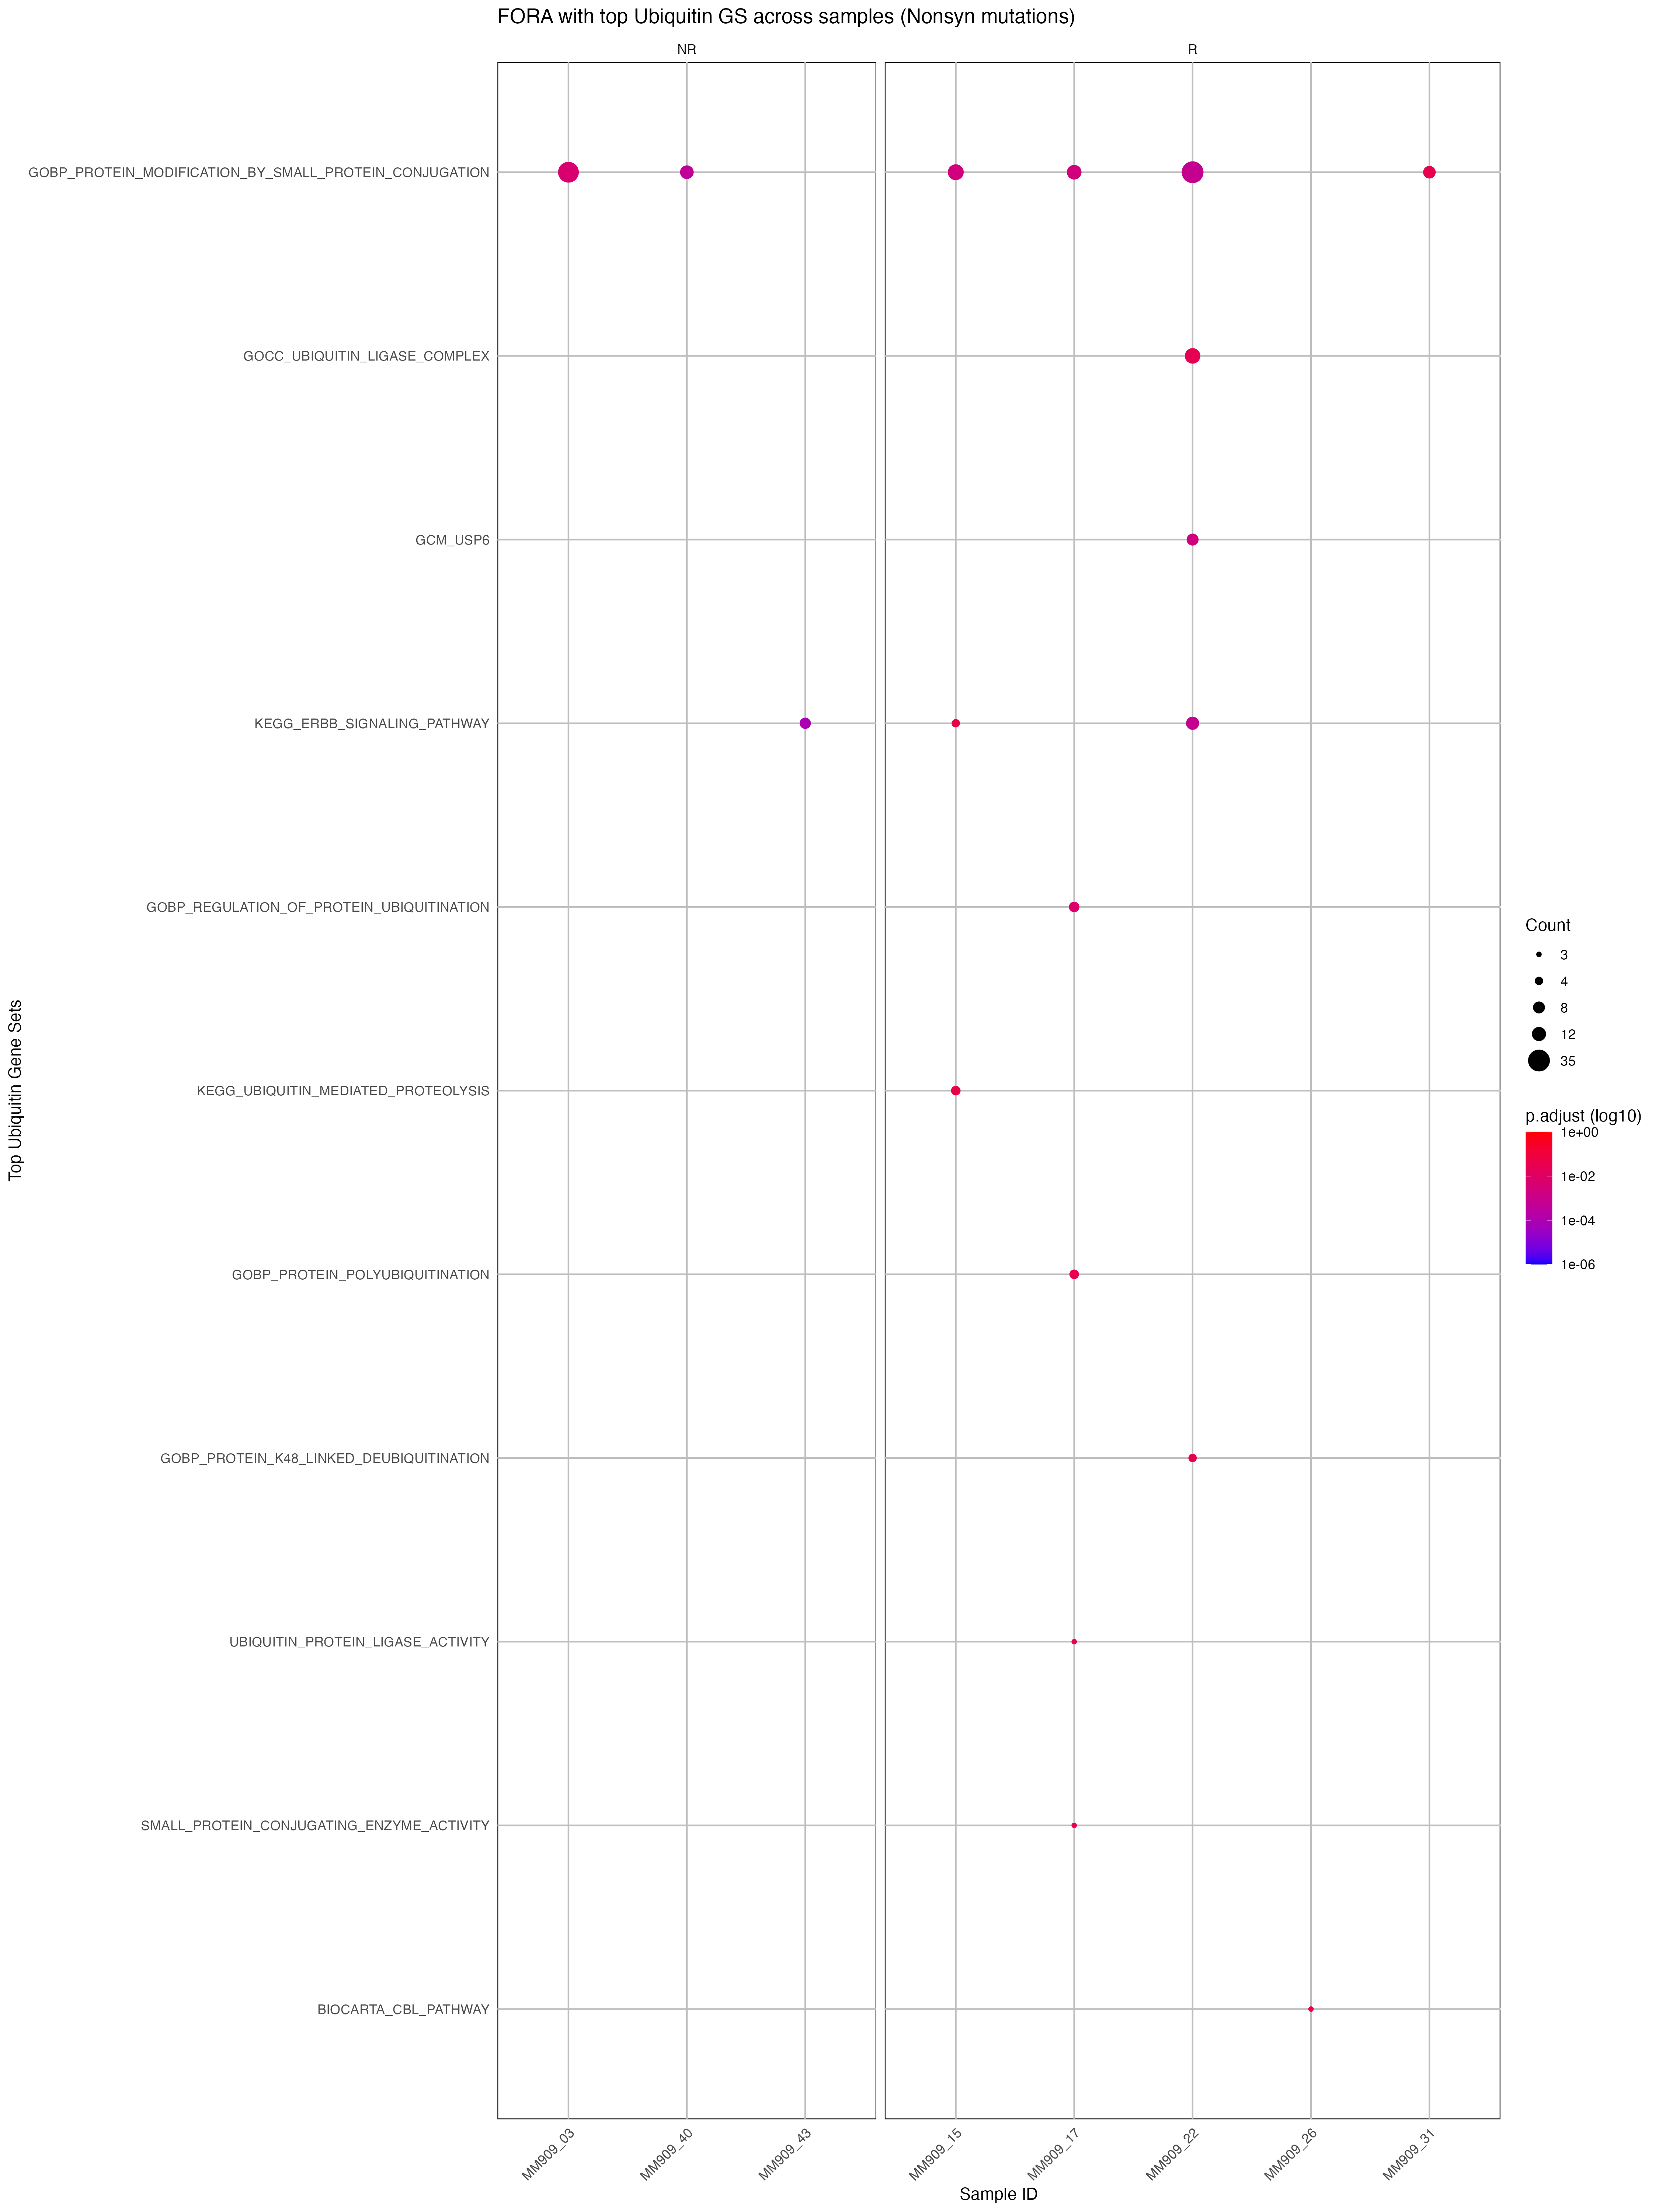 FORA with top Ubiquitin GS across samples (Nonsyn mutations)
NR
R
GOBP_PROTEIN_MODIFICATION_BY_SMALL_PROTEIN_CONJUGATION
GOCC_UBIQUITIN_LIGASE_COMPLEX
GCM_USP6
KEGG_ERBB_SIGNALING_PATHWAY
GOBP_REGULATION_OF_PROTEIN_UBIQUITINATION
KEGG_UBIQUITIN_MEDIATED_PROTEOLYSIS
GOBP_PROTEIN_POLYUBIQUITINATION
GOBP_PROTEIN_K48_LINKED_DEUBIQUITINATION
UBIQUITIN_PROTEIN_LIGASE_ACTIVITY
SMALL_PROTEIN_CONJUGATING_ENZYME_ACTIVITY
BIOCARTA_CBL_PATHWAY
Top Ubiquitin Gene Sets
MM909_03
MM909_40
MM909_43
MM909_15
MM909_17
MM909_22
MM909_26
MM909_31
Sample ID
Count
3
4
8
12
35
p.adjust (log10)
1e+00
1e-02
1e-04
1e-06